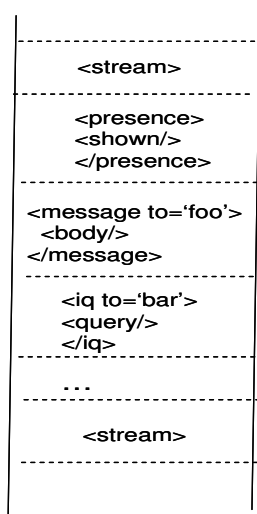 <stream>
<presence>
<shown/>
</presence>
<message to=‘foo’>
<body/>
</message>
<iq to=‘bar’>
<query/>
</iq>
...
<stream>